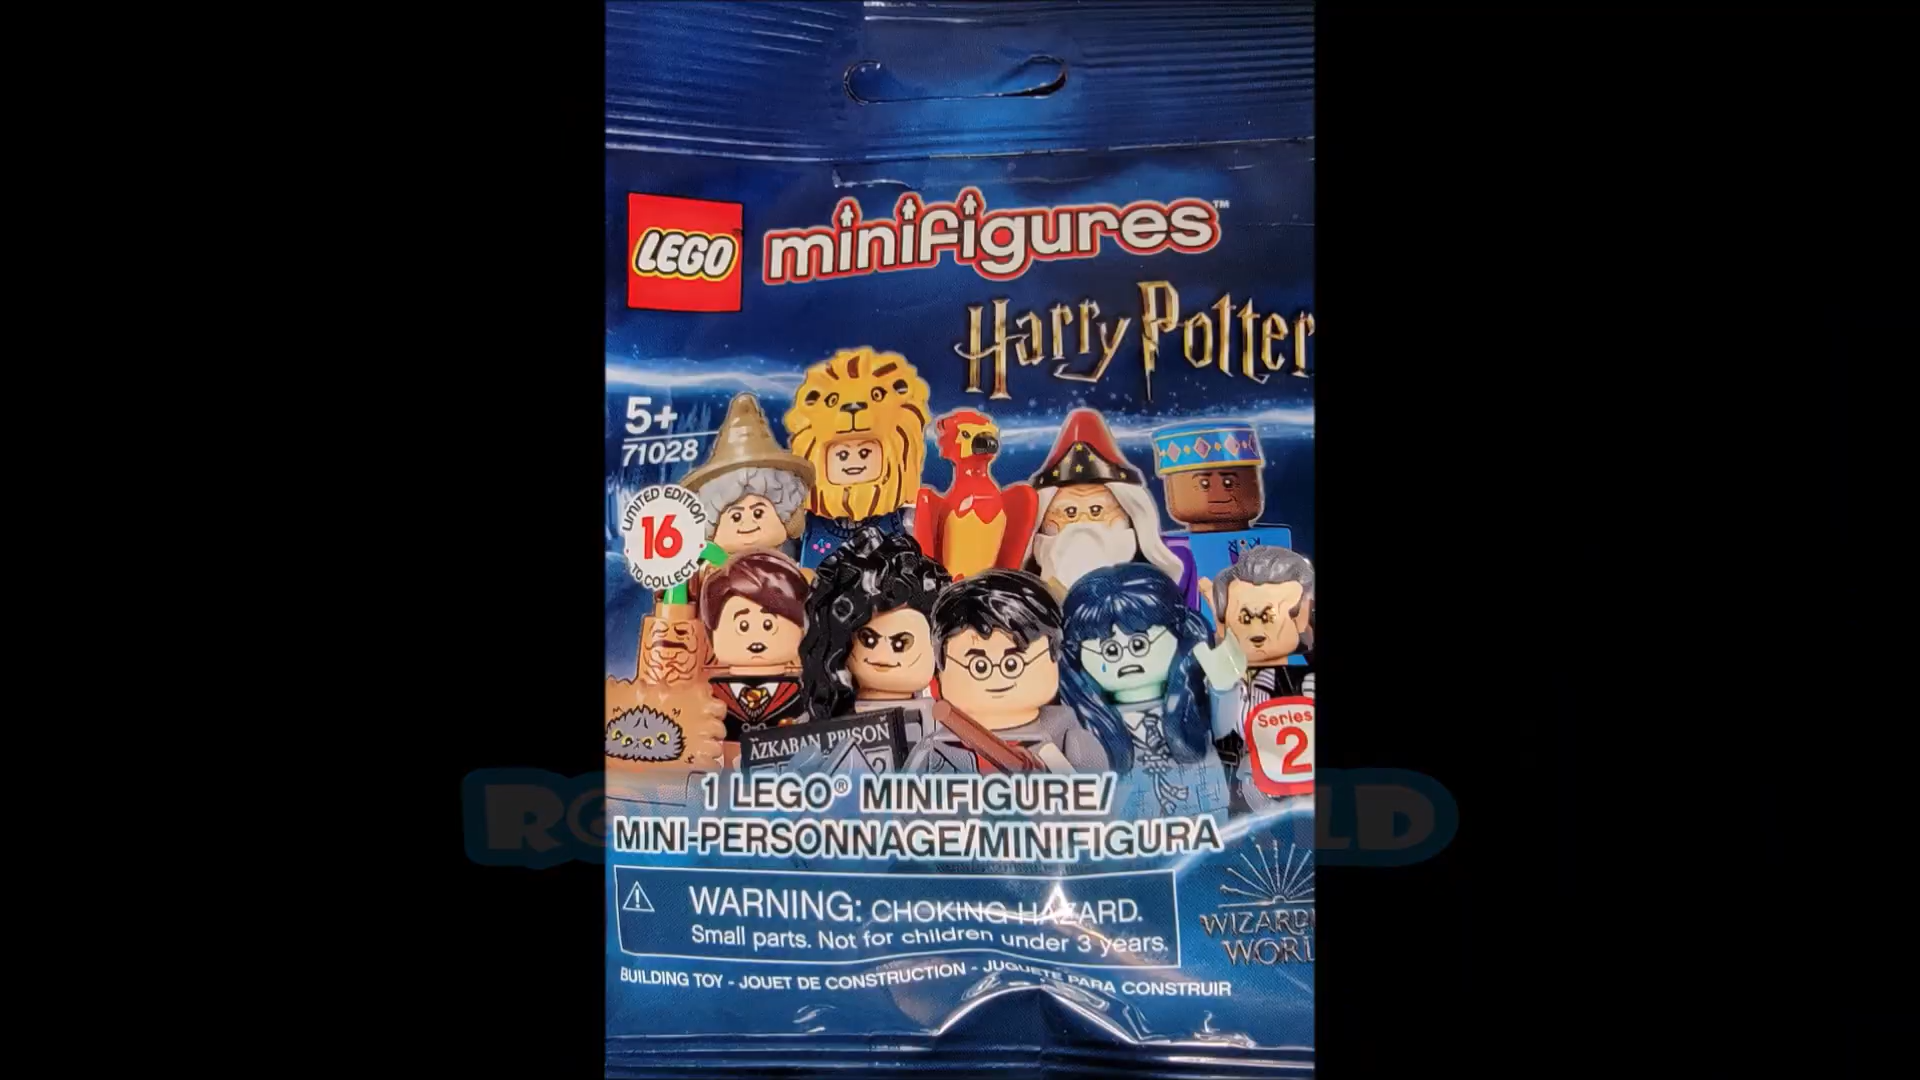 LEGO
minifigures™
Harry Potter
5+
71028
LIMITED EDITION
16
TO COLLECT
AZKABAN PRISON
Series
2
1 LEGO® MINIFIGURE/
MINI-PERSONNAGE/MINIFIGURA
WARNING: CHOKING HAZARD.
Small parts. Not for children under 3 years.
BUILDING TOY - JOUET DE CONSTRUCTION - JUGUETE PARA CONSTRUIR